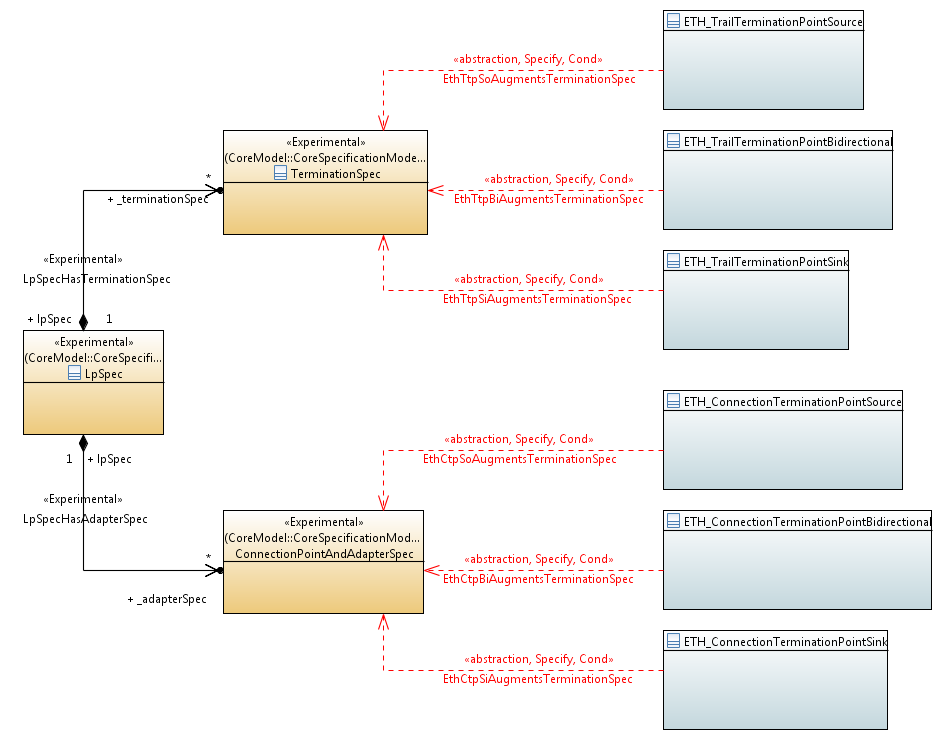 ETH_TrailTerminationPointSource
«abstraction, Specify, Cond»
EthTtpSoAugmentsTerminationSpec
«Experimental»
(CoreModel::CoreSpecificationMode...
TerminationSpec
ETH_TrailTerminationPointBidirectional
«abstraction, Specify, Cond»
EthTtpBiAugmentsTerminationSpec
*
+ _terminationSpec
ETH_TrailTerminationPointSink
«abstraction, Specify, Cond»
EthTtpSiAugmentsTerminationSpec
«Experimental»
LpSpecHasTerminationSpec
+ lpSpec
1
«Experimental»
(CoreModel::CoreSpecifi...
LpSpec
1
+ lpSpec
«Experimental»
LpSpecHasAdapterSpec
ETH_ConnectionTerminationPointSource
«abstraction, Specify, Cond»
EthCtpSoAugmentsTerminationSpec
«Experimental»
(CoreModel::CoreSpecificationMod...
ConnectionPointAndAdapterSpec
*
+ _adapterSpec
ETH_ConnectionTerminationPointBidirectional
«abstraction, Specify, Cond»
EthCtpBiAugmentsTerminationSpec
ETH_ConnectionTerminationPointSink
«abstraction, Specify, Cond»
EthCtpSiAugmentsTerminationSpec